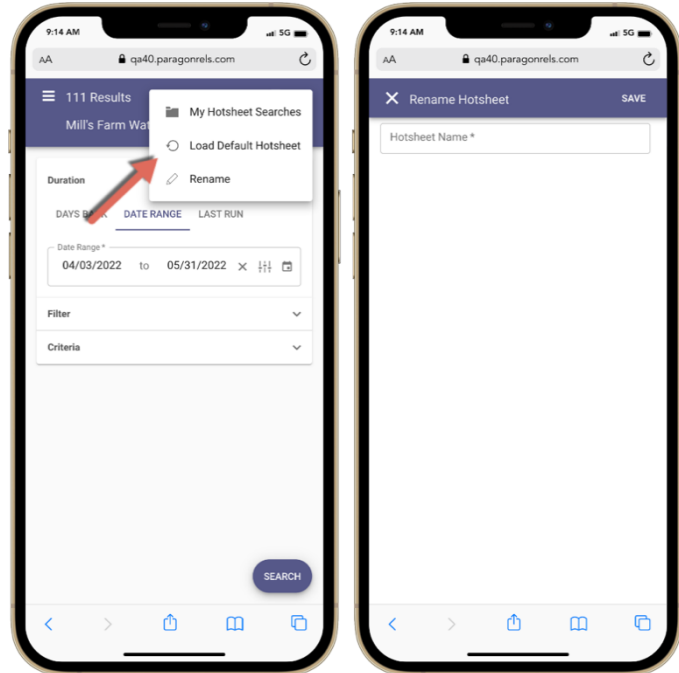 9:14 AM
5G
AA
qa40.paragonrels.com
111 Results
Mill's Farm Wat
My Hotsheet Searches
Load Default Hotsheet
Rename
Duration
DAYS B K
DATE RANGE
LAST RUN
Date Range *
04/03/2022 to 05/31/2022
Filter
Criteria
SEARCH
9:14 AM
5G
AA
qa40.paragonrels.com
Rename Hotsheet
SAVE
Hotsheet Name *